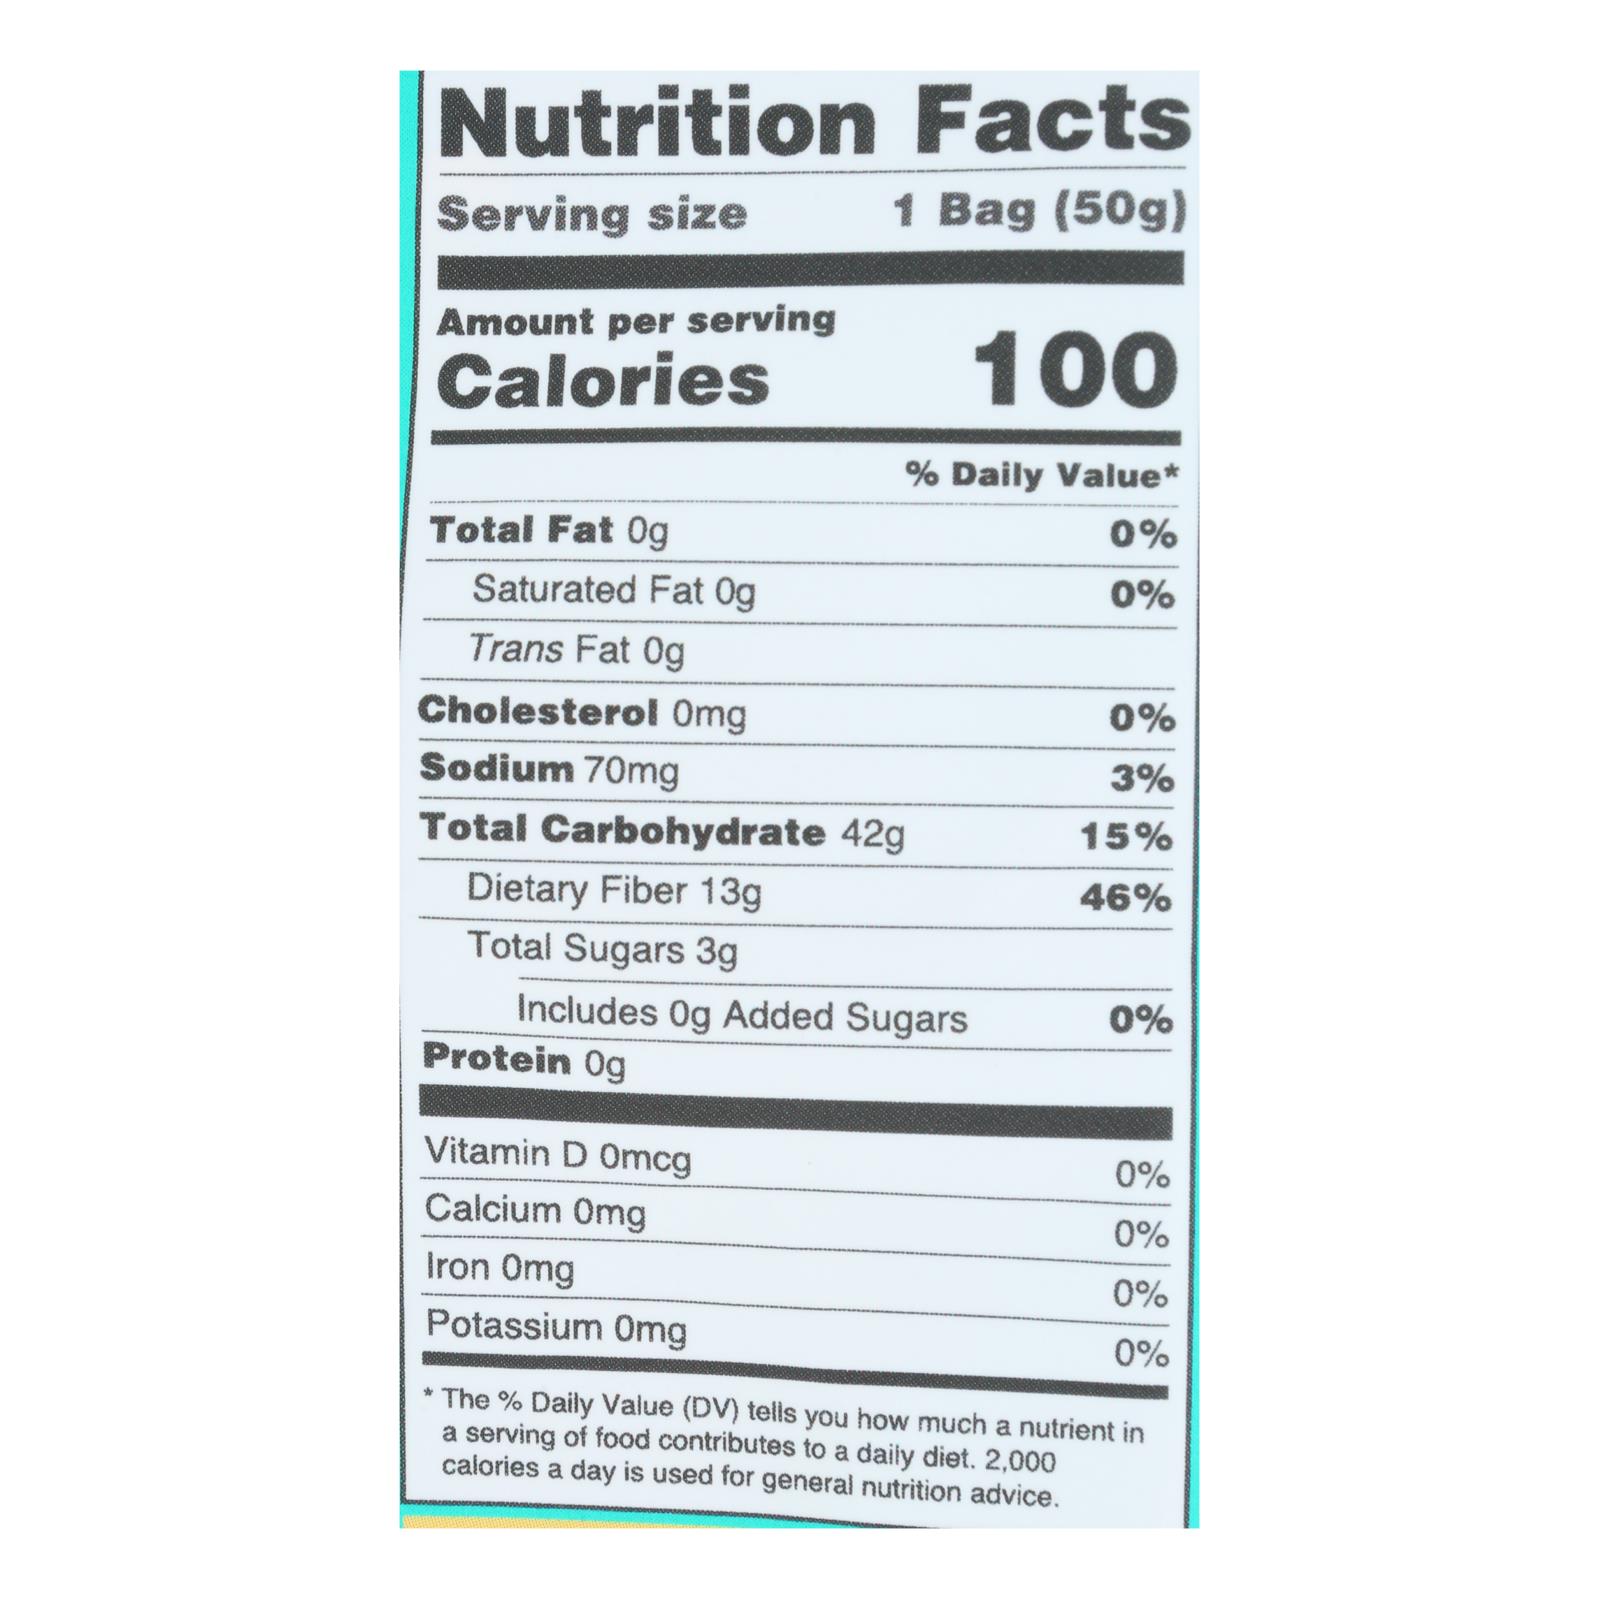 Nutrition Facts
Serving size 1 Bag (50g)
Amount per serving
Calories 100
% Daily Value*
Total Fat 0g 0%
Saturated Fat 0g 0%
Trans Fat 0g
Cholesterol 0mg 0%
Sodium 70mg 3%
Total Carbohydrate 42g 15%
Dietary Fiber 13g 46%
Total Sugars 3g
Includes 0g Added Sugars 0%
Protein 0g
Vitamin D 0mcg 0%
Calcium 0mg 0%
Iron 0mg 0%
Potassium 0mg 0%
* The % Daily Value (DV) tells you how much a nutrient in
a serving of food contributes to a daily diet. 2,000
calories a day is used for general nutrition advice.